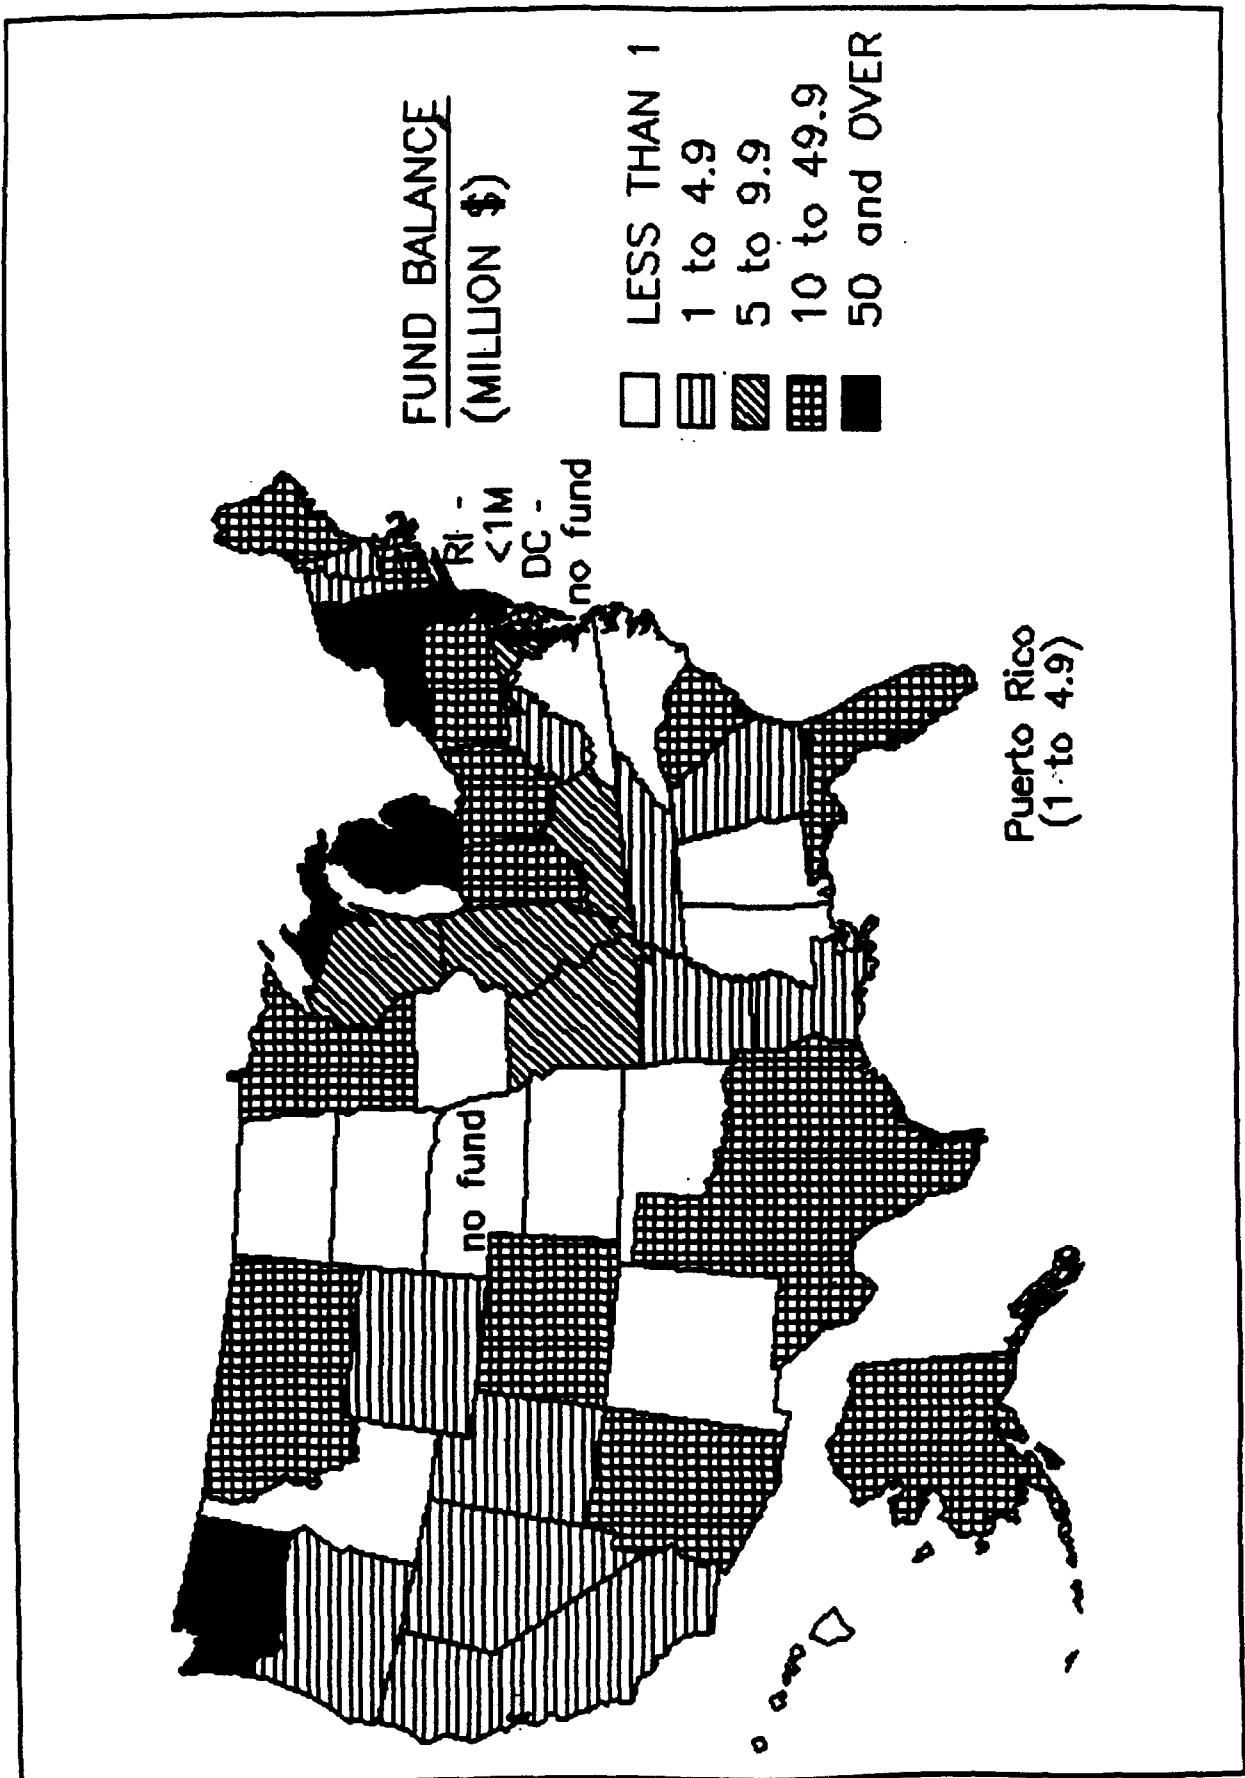 FUND BALANCE
(MILLION $)
LESS THAN 1
1 to 4.9
5 to 9.9
10 to 49.9
50 and OVER
RI -
<1M
DC -
no fund
no fund
Puerto Rico
(1 to 4.9)